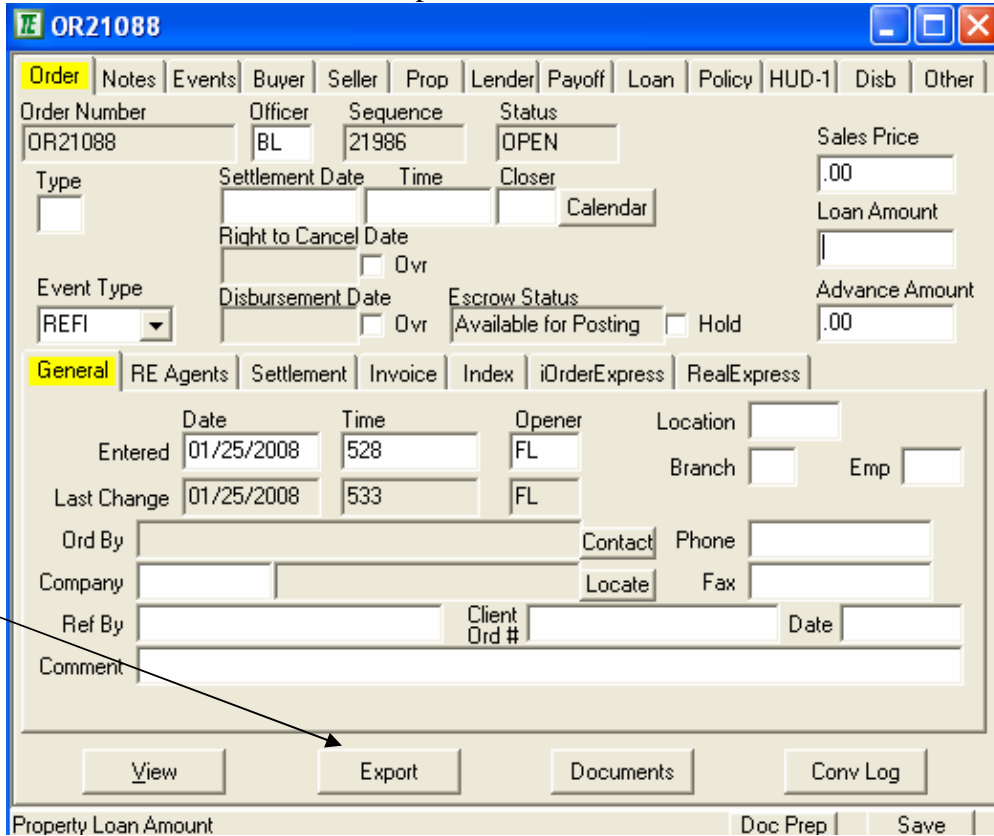 OR21088
Order Notes Events Buyer Seller Prop Lender Payoff Loan Policy HUD-1 Disb Other
Order Number Officer Sequence Status
OR21088 BL 21986 OPEN Sales Price
.00
Type Settlement Date Time Closer
Calendar Loan Amount
Right to Cancel Date
Ovr
Event Type Disbursement Date Escrow Status Advance Amount
REFI Ovr Available for Posting Hold .00
General RE Agents Settlement Invoice Index iOrderExpress RealExpress
Date Time Opener Location
Entered 01/25/2008 528 FL
Branch Emp
Last Change 01/25/2008 533 FL
Ord By Contact Phone
Company Locate Fax
Ref By Client Ord # Date
Comment
View Export Documents Conv Log
Property Loan Amount Doc Prep Save